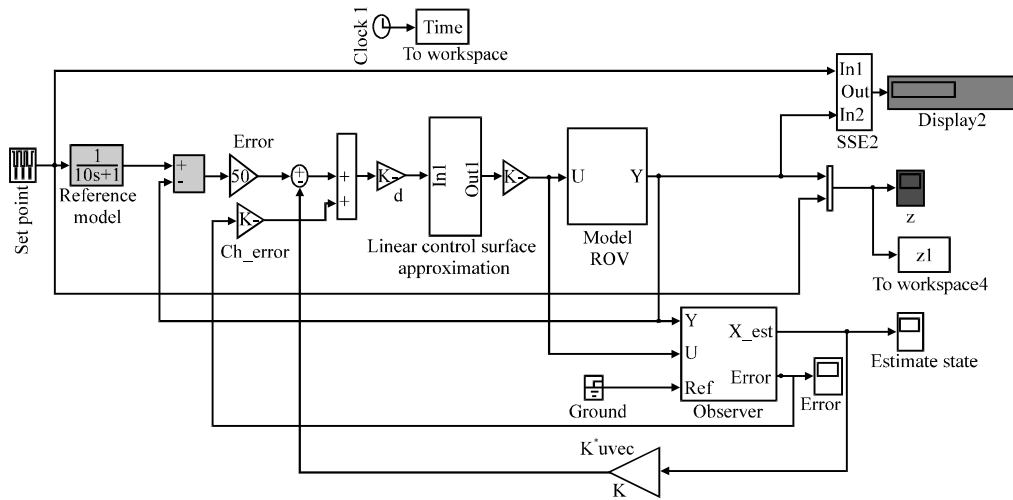 Clock 1
Time
To workspace
In1
Out
In2
SSE2
Display2
Set point
1
10s+1
Reference
model
+
-
Error
50
+
-
+
+
K-
d
K-
Ch_error
In1
Out1
Linear control surface
approximation
K-
U
Y
Model
ROV
z
z1
To workspace4
Y
U
Ref
X_est
Error
Observer
Ground
Estimate state
Error
K*uvec
K